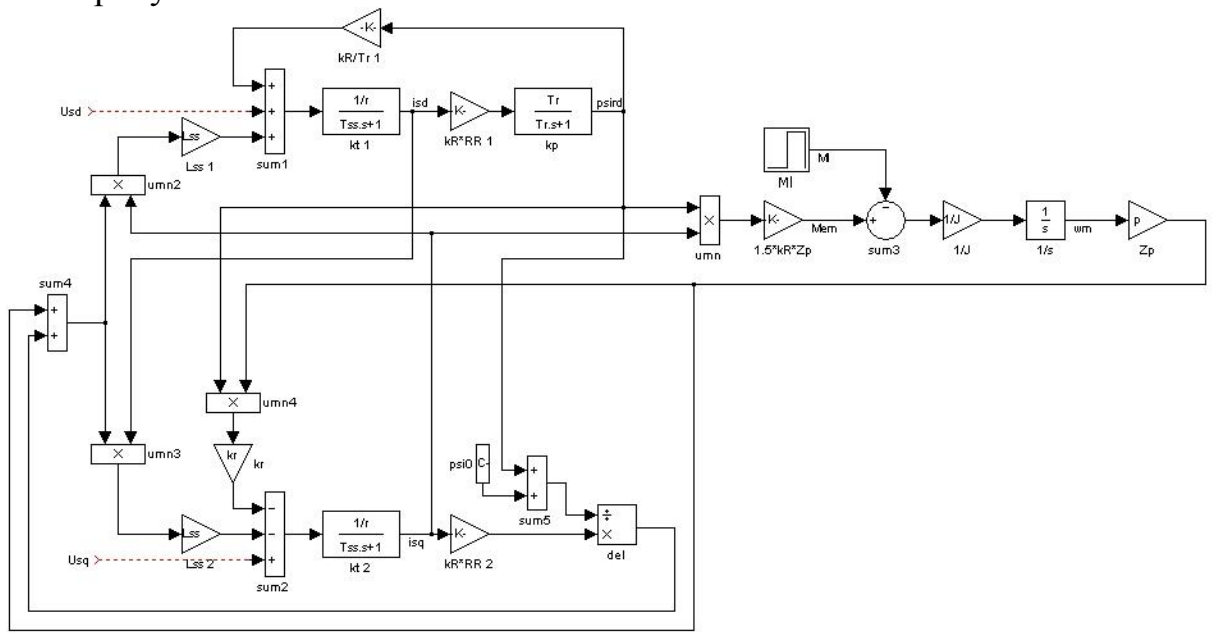 -K-
kR/Tr 1
Usd
+
+
+
sum1
1/r
Tss.s+1
kt 1
isd
K-
kR*RR 1
Tr
Tr.s+1
kp
psird
Lss
Lss 1
×
umn2
Ml
Ml
×
umn
K-
1.5*kR*Zp
Mem
−
+
sum3
1/J
1/J
1
s
1/s
wm
p
Zp
sum4
+
+
×
umn4
×
umn3
kr
kr
psi0
C-
+
+
sum5
Lss
Lss 2
−
−
+
sum2
Usq
1/r
Tss.s+1
kt 2
isq
K-
kR*RR 2
÷
×
del